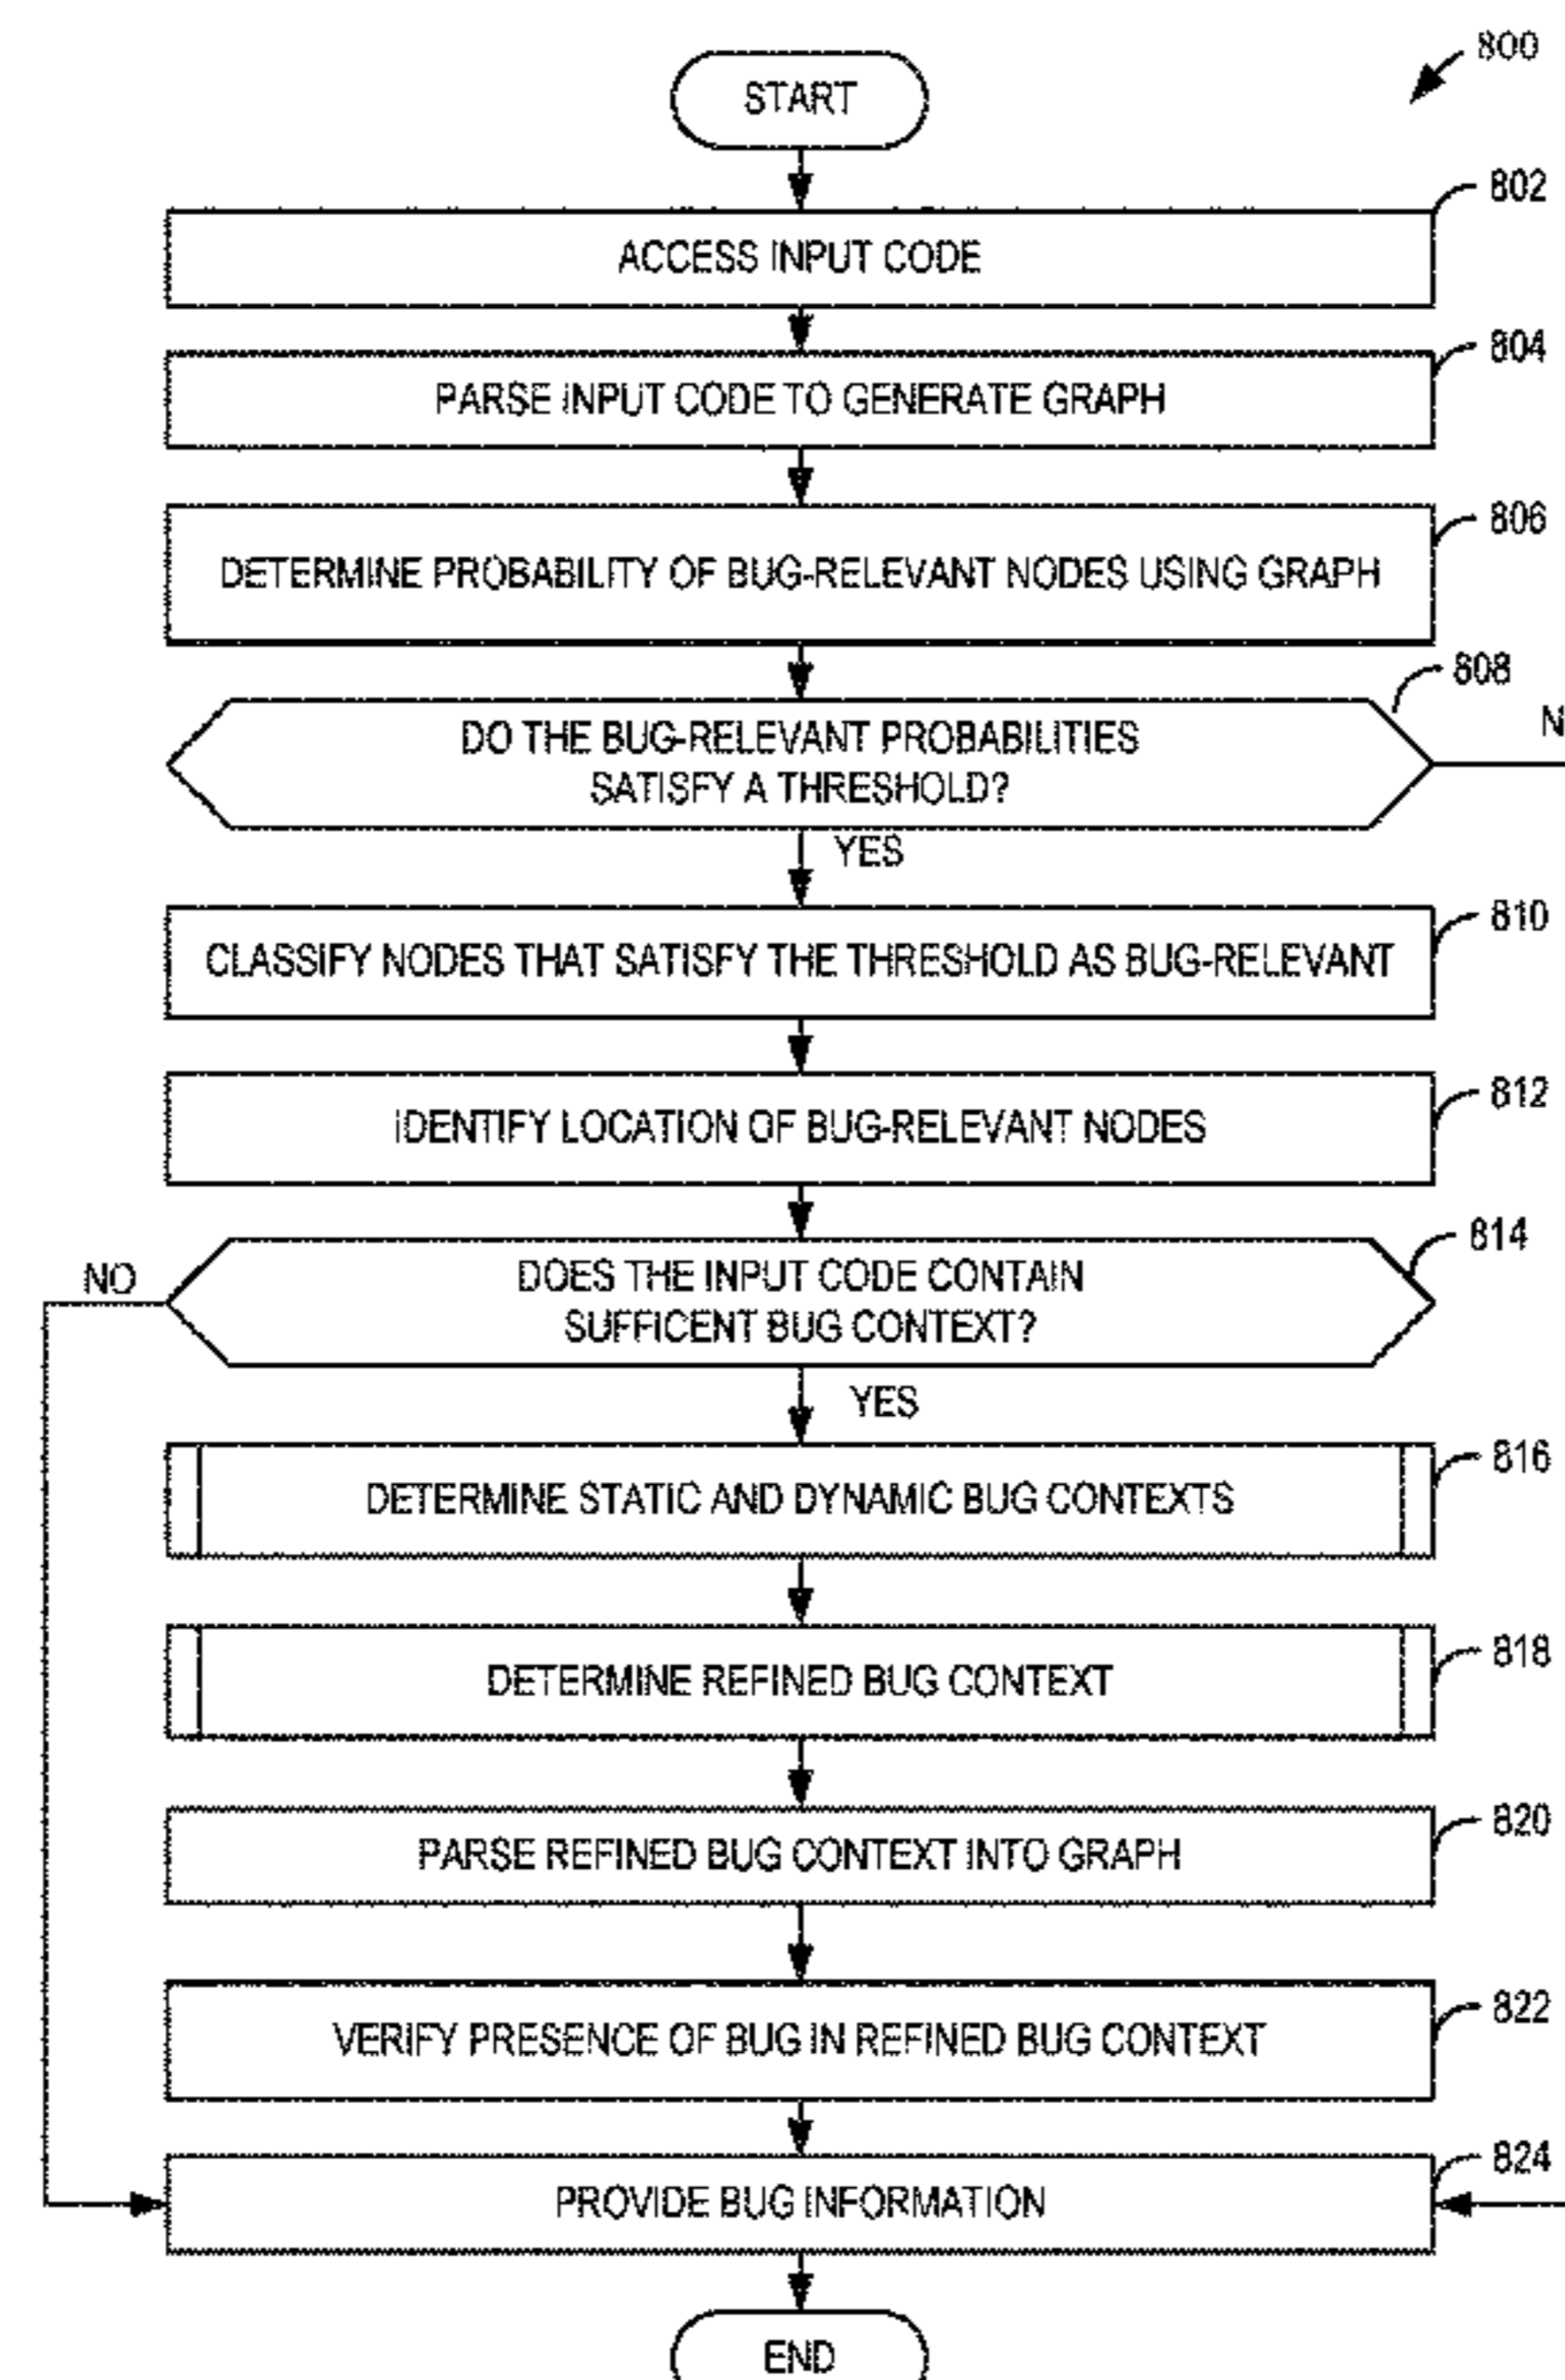 800
START
802
ACCESS INPUT CODE
804
PARSE INPUT CODE TO GENERATE GRAPH
806
DETERMINE PROBABILITY OF BUG-RELEVANT NODES USING GRAPH
808
DO THE BUG-RELEVANT PROBABILITIES
SATISFY A THRESHOLD?
N
YES
810
CLASSIFY NODES THAT SATISFY THE THRESHOLD AS BUG-RELEVANT
812
IDENTIFY LOCATION OF BUG-RELEVANT NODES
814
NO
DOES THE INPUT CODE CONTAIN
SUFFICENT BUG CONTEXT?
YES
816
DETERMINE STATIC AND DYNAMIC BUG CONTEXTS
818
DETERMINE REFINED BUG CONTEXT
820
PARSE REFINED BUG CONTEXT INTO GRAPH
822
VERIFY PRESENCE OF BUG IN REFINED BUG CONTEXT
824
PROVIDE BUG INFORMATION
END